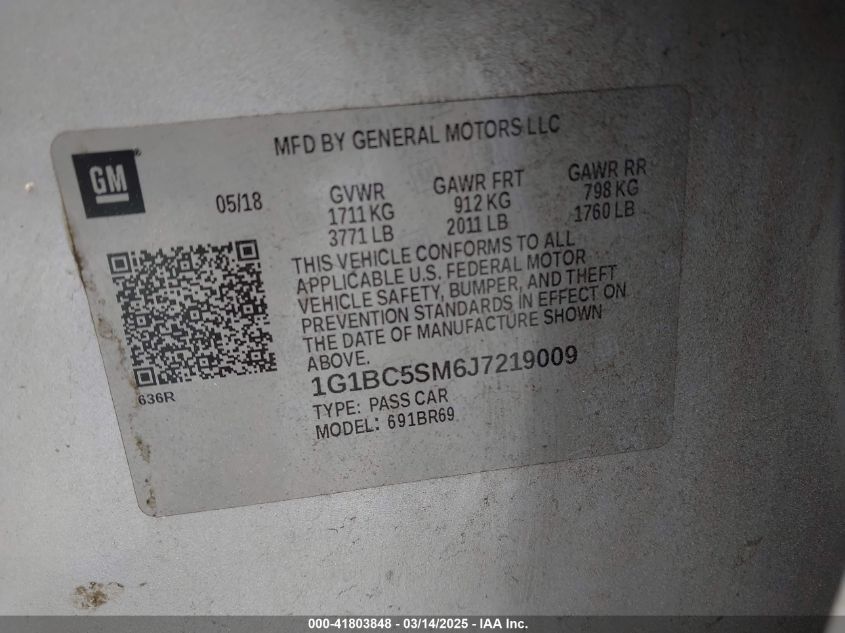 MFD BY GENERAL MOTORS LLC
GM
05/18
GVWR
1711 KG
3771 LB
GAWR FRT
912 KG
2011 LB
GAWR RR
798 KG
1760 LB
THIS VEHICLE CONFORMS TO ALL
APPLICABLE U.S. FEDERAL MOTOR
VEHICLE SAFETY, BUMPER, AND THEFT
PREVENTION STANDARDS IN EFFECT ON
THE DATE OF MANUFACTURE SHOWN
ABOVE.
1G1BC5SM6J7219009
TYPE: PASS CAR
MODEL: 691BR69
636R
000-41803848 — 03/14/2025 — IAA Inc.